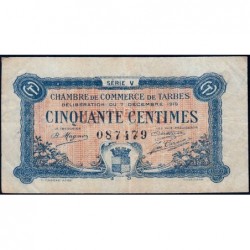 SÉRIE V
CHAMBRE DE COMMERCE DE TARBES
DÉLIBÉRATION DU 7 DÉCEMBRE 1915
CINQUANTE CENTIMES
087479